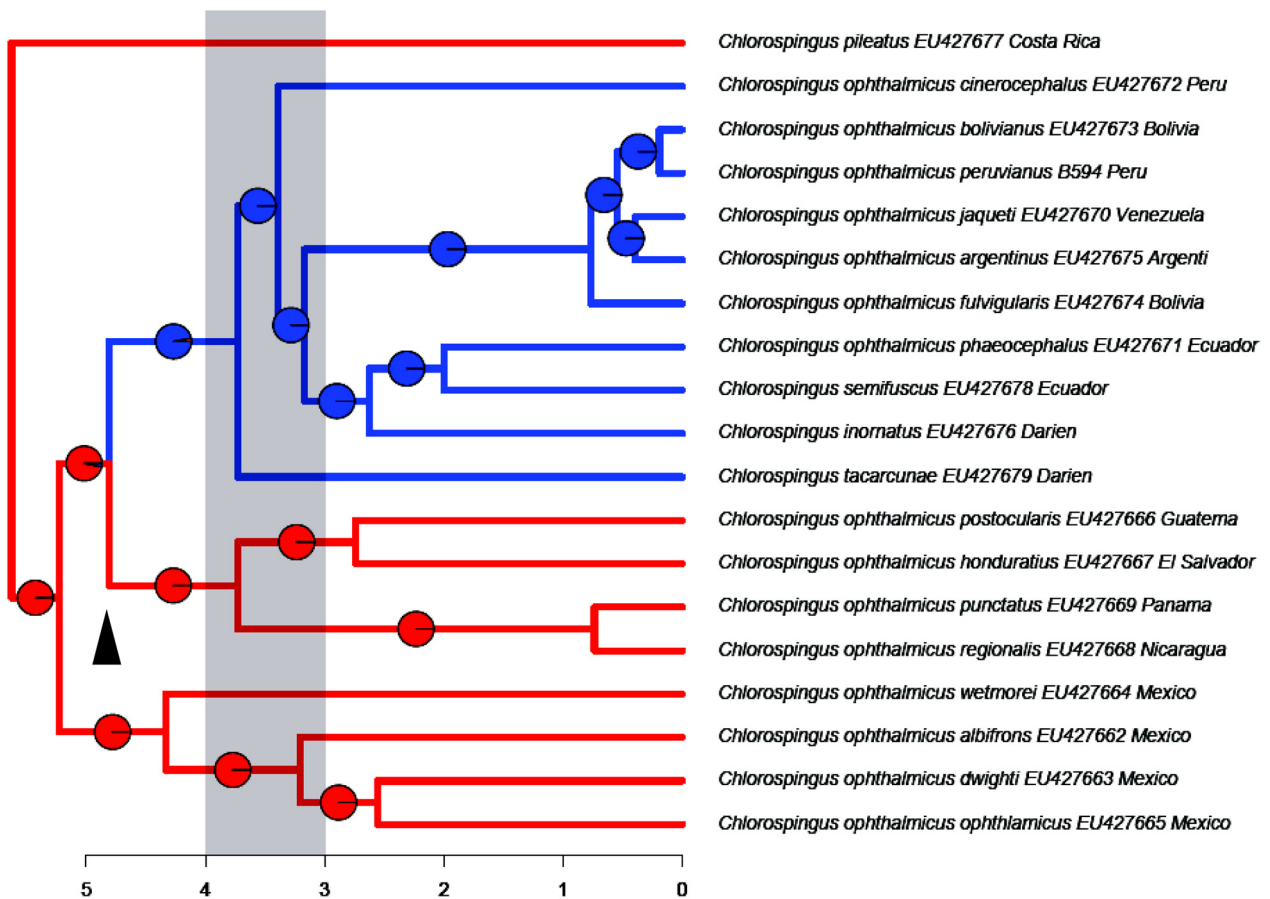 Chlorospingus pileatus EU427677 Costa Rica
Chlorospingus ophthalmicus cinerocephalus EU427672 Peru
Chlorospingus ophthalmicus bolivianus EU427673 Bolivia
Chlorospingus ophthalmicus peruvianus B594 Peru
Chlorospingus ophthalmicus jaqueti EU427670 Venezuela
Chlorospingus ophthalmicus argentinus EU427675 Argenti
Chlorospingus ophthalmicus fulvigularis EU427674 Bolivia
Chlorospingus ophthalmicus phaeocephalus EU427671 Ecuador
Chlorospingus semifuscus EU427678 Ecuador
Chlorospingus inornatus EU427676 Darien
Chlorospingus tacarcunae EU427679 Darien
Chlorospingus ophthalmicus postocularis EU427666 Guatema
Chlorospingus ophthalmicus honduratius EU427667 El Salvador
Chlorospingus ophthalmicus punctatus EU427669 Panama
Chlorospingus ophthalmicus regionalis EU427668 Nicaragua
Chlorospingus ophthalmicus wetmorei EU427664 Mexico
Chlorospingus ophthalmicus albifrons EU427662 Mexico
Chlorospingus ophthalmicus dwighti EU427663 Mexico
Chlorospingus ophthalmicus ophthlamicus EU427665 Mexico
5 4 3 2 1 0